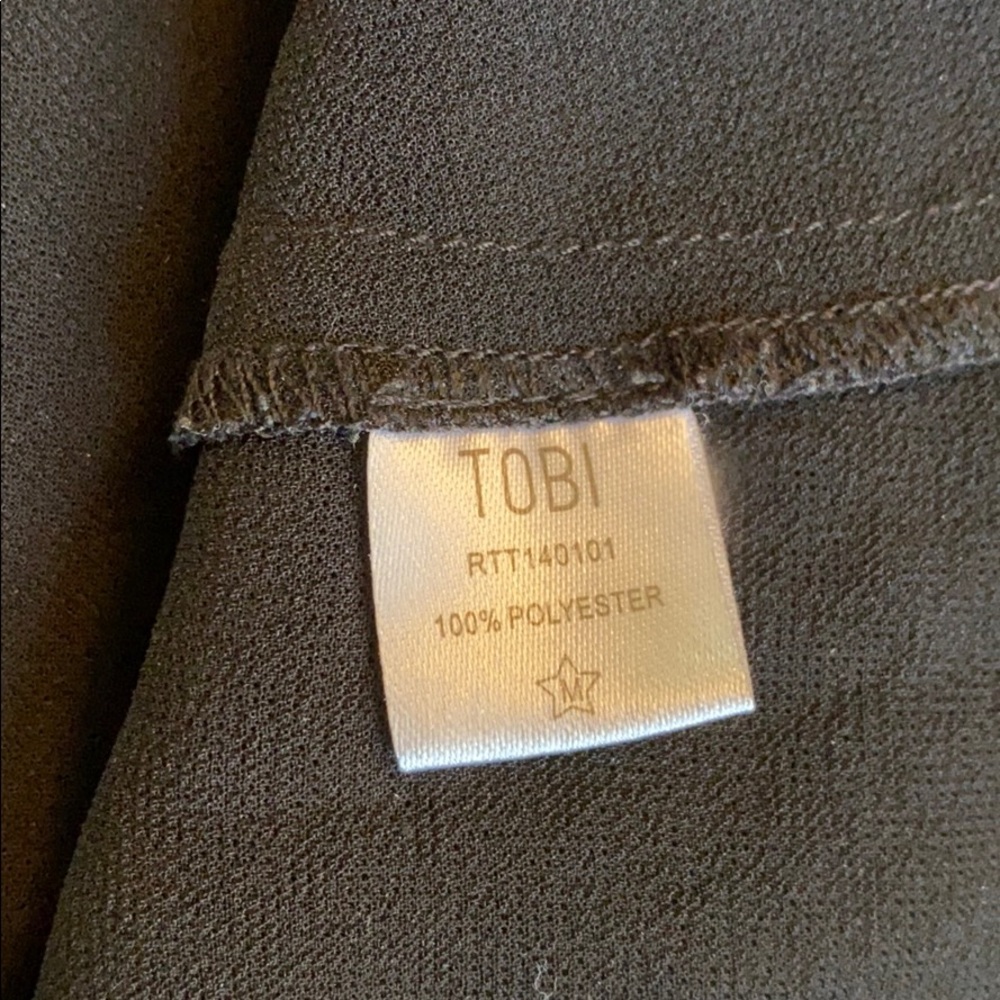 TOBI
RTT140101
100% POLYESTER
M